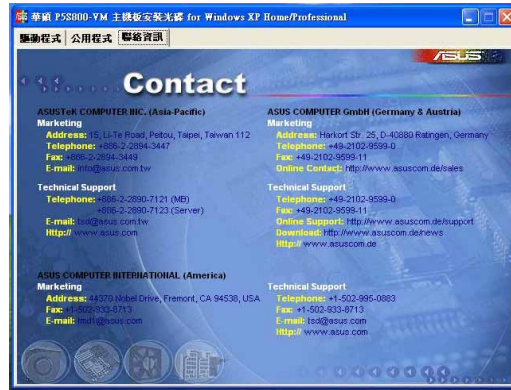 華碩 P5S800-VM 主機板安裝光碟 for Windows XP Home/Professional
驅動程式 公用程式 聯絡資訊
ASUS
Contact
ASUSTeK COMPUTER INC. (Asia-Pacific)
Marketing
Address: 15, Li-Te Road, Peitou, Taipei, Taiwan 112
Telephone: +886-2-2894-3447
Fax: +886-2-2894-3449
E-mail: info@asus.com.tw
Technical Support
Telephone: +886-2-2890-7121 (MB)
+886-2-2890-7123 (Server)
E-mail: tsd@asus.com.tw
Http:// www.asus.com
ASUS COMPUTER GmbH (Germany & Austria)
Marketing
Address: Harkort Str. 25, D-40880 Ratingen, Germany
Telephone: +49-2102-9599-0
Fax: +49-2102-9599-11
Online Contact: http://www.asuscom.de/sales
Technical Support
Telephone: +49-2102-9599-0
Fax: +49-2102-9599-11
Online Support: http://www.asuscom.de/support
Download: http://www.asuscom.de/news
Http:// www.asuscom.de
ASUS COMPUTER INTERNATIONAL (America)
Marketing
Address: 44370 Nobel Drive, Fremont, CA 94538, USA
Fax: +1-502-933-8713
E-mail: tmd1@asus.com
Technical Support
Telephone: +1-502-995-0883
Fax: +1-502-933-8713
E-mail: tsd@asus.com
Http:// www.asus.com